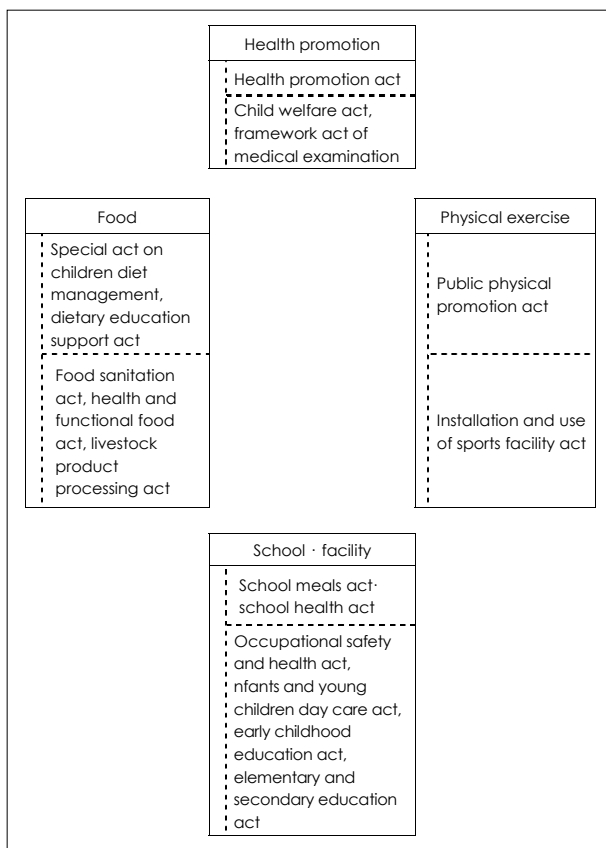 Health promotion
Health promotion act
Child welfare act,
framework act of
medical examination
Food
Special act on
children diet
management,
dietary education
support act
Food sanitation
act, health and
functional food
act, livestock
product
processing act
Physical exercise
Public physical
promotion act
Installation and use
of sports facility act
School · facility
School meals act·
school health act
Occupational safety
and health act,
nfants and young
children day care act,
early childhood
education act,
elementary and
secondary education
act